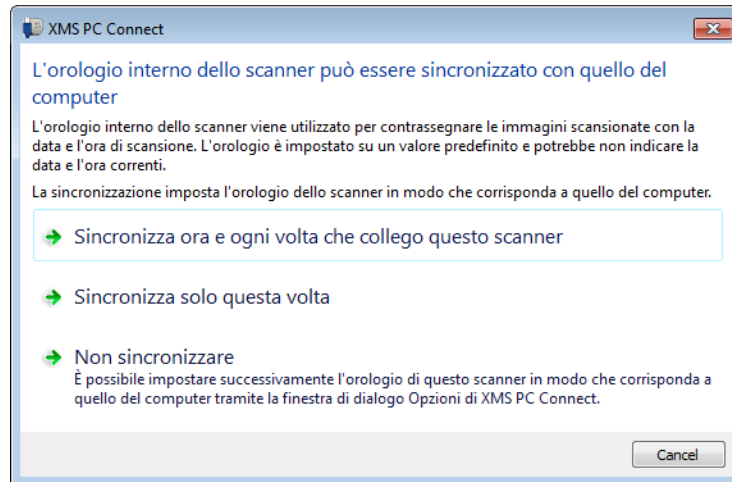 XMS PC Connect
L'orologio interno dello scanner può essere sincronizzato con quello del
computer
L'orologio interno dello scanner viene utilizzato per contrassegnare le immagini scansionate con la
data e l'ora di scansione. L'orologio è impostato su un valore predefinito e potrebbe non indicare la
data e l'ora correnti.
La sincronizzazione imposta l'orologio dello scanner in modo che corrisponda a quello del computer.
Sincronizza ora e ogni volta che collego questo scanner
Sincronizza solo questa volta
Non sincronizzare
È possibile impostare successivamente l'orologio di questo scanner in modo che corrisponda a
quello del computer tramite la finestra di dialogo Opzioni di XMS PC Connect.
Cancel